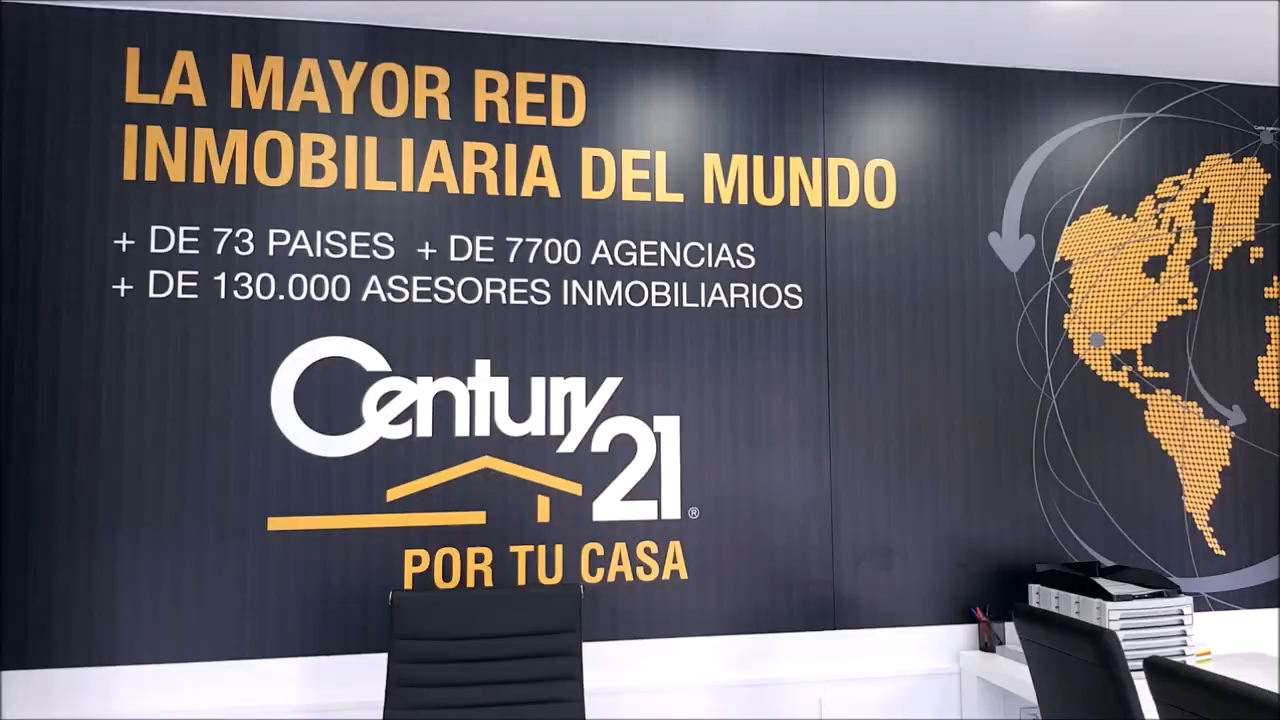 LA MAYOR RED
INMOBILIARIA DEL MUNDO
+ DE 73 PAISES + DE 7700 AGENCIAS
+ DE 130.000 ASESORES INMOBILIARIOS
Century
21®
POR TU CASA